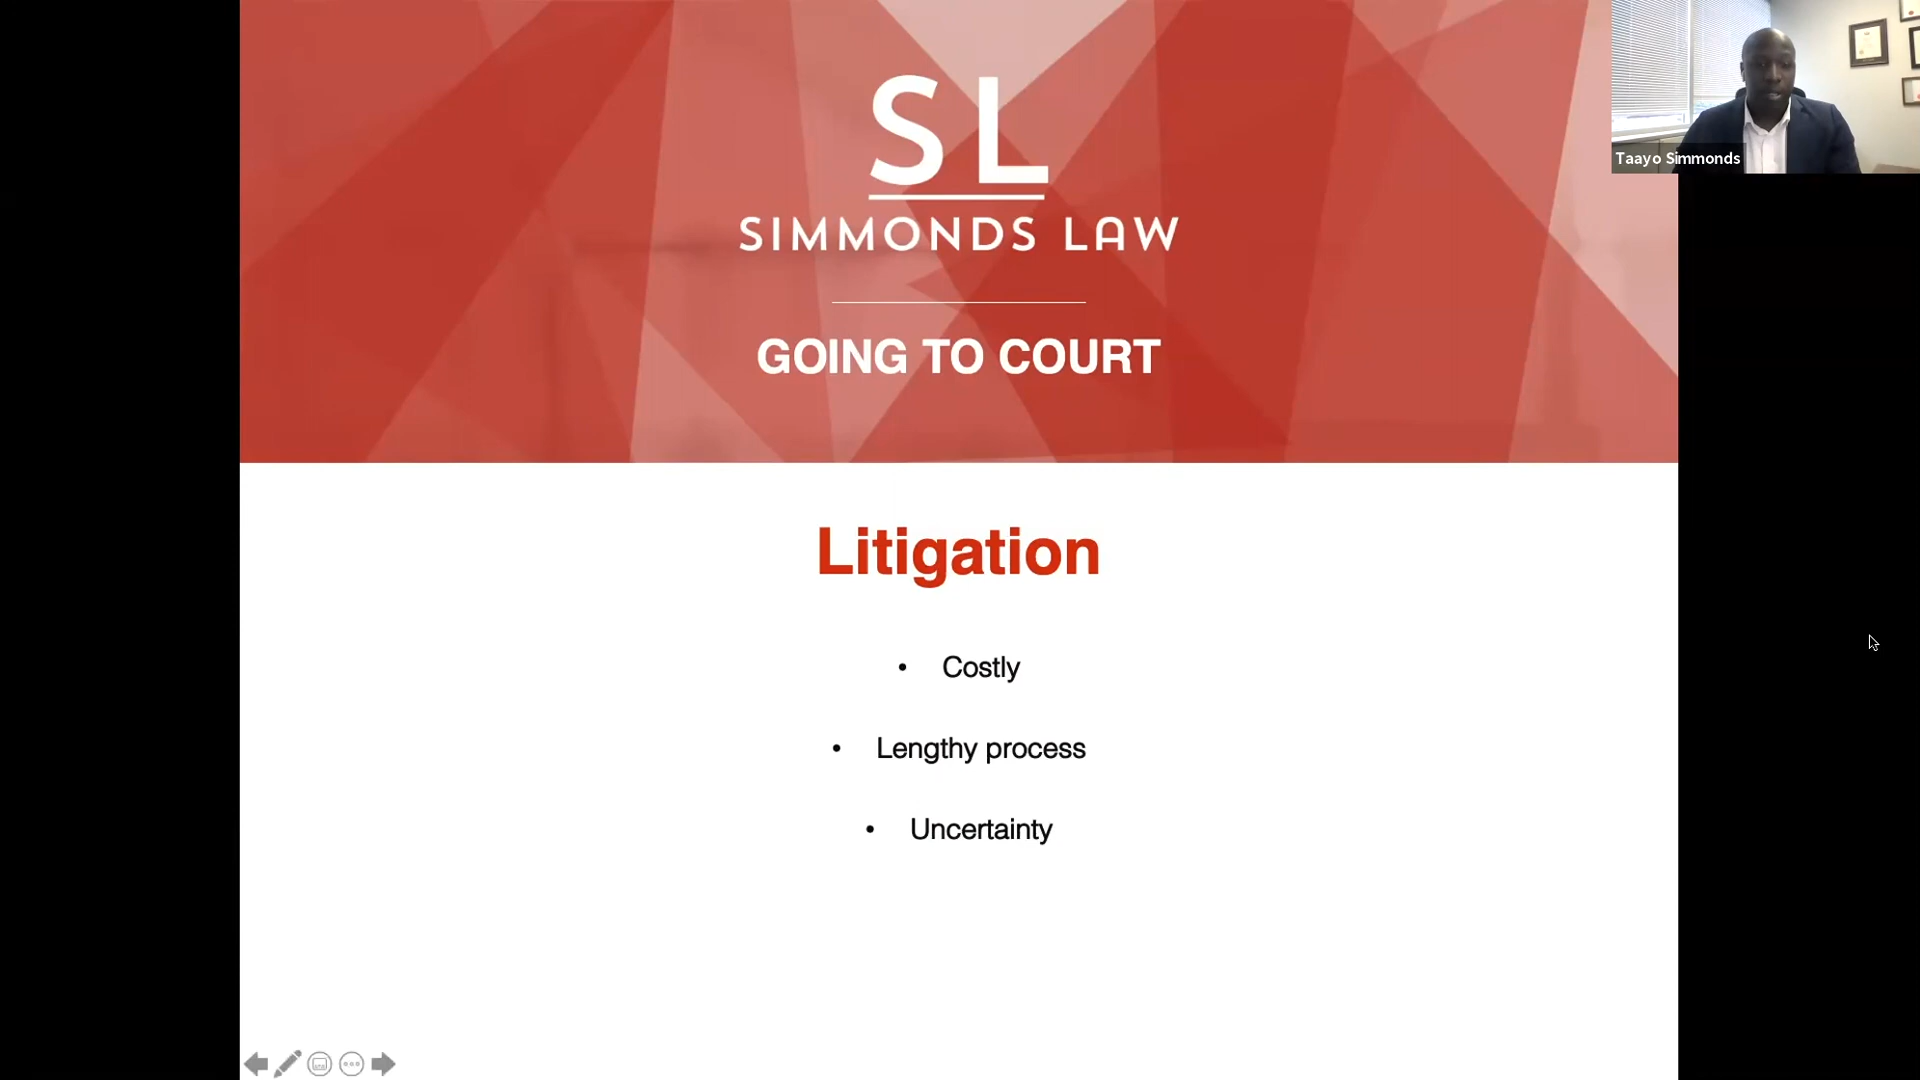 SL
SIMMONDS LAW
GOING TO COURT
Taayo Simmonds
Litigation
• Costly
• Lengthy process
• Uncertainty